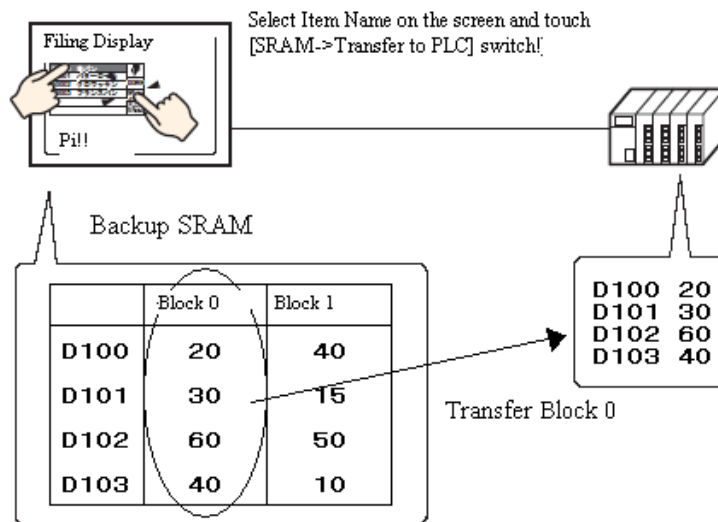 Select Item Name on the screen and touch
[SRAM->Transfer to PLC] switch!
Filing Display
Pi!!
Backup SRAM
Block 0 Block 1
D100 20 40
D101 30 15
D102 60 50
D103 40 10
D100 20
D101 30
D102 60
D103 40
Transfer Block 0